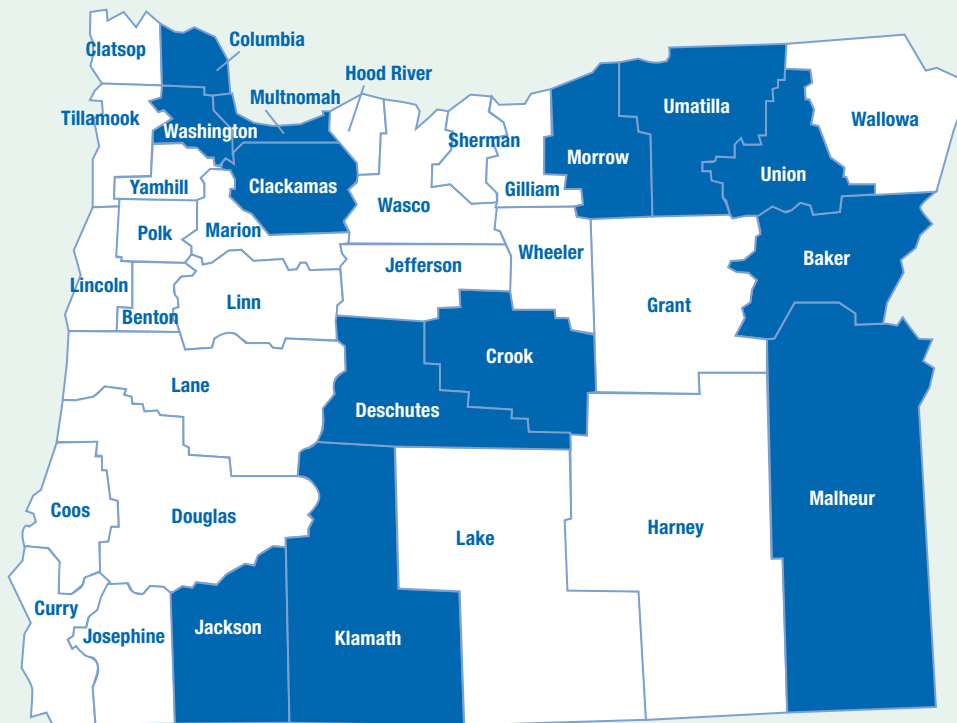 Columbia
Clatsop
Hood River
Multnomah
Umatilla
Tillamook
Wallowa
Washington
Sherman
Morrow
Union
Yamhill
Clackamas
Gilliam
Wasco
Marion
Polk
Wheeler
Baker
Jefferson
Lincoln
Linn
Grant
Benton
Crook
Lane
Deschutes
Malheur
Coos
Douglas
Harney
Lake
Curry
Jackson
Josephine
Klamath